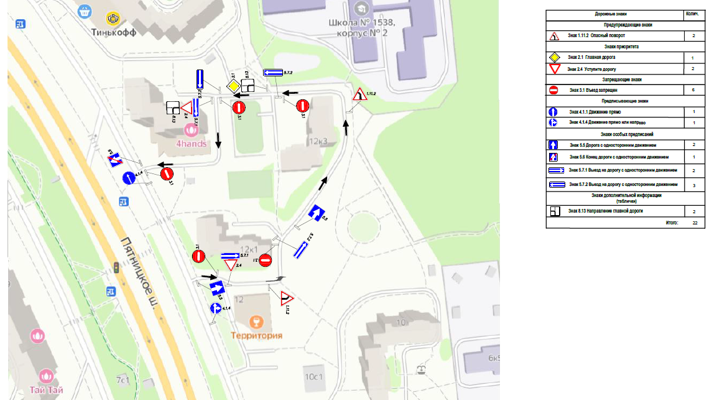 Школа № 1538,
корпус № 2
Тинькофф
4hands
12к3
Пятницкое ш.
12к1
12
Территория
10с1
7с1
Тай Тай
Дорожные знаки
Колич.
Предупреждающие знаки
Знак 1.11.2 Опасный поворот
2
Знаки приоритета
Знак 2.1 Главная дорога
1
Знак 2.4 Уступите дорогу
2
Запрещающие знаки
Знак 3.1 Въезд запрещен
6
Предписывающие знаки
Знак 4.1.1 Движение прямо
1
Знак 4.1.4 Движение прямо или направо
1
Знаки особых предписаний
Знак 5.5 Дорога с односторонним движением
2
Знак 5.6 Конец дороги с односторонним движением
1
Знак 5.7.1 Выезд на дорогу с односторонним движением
2
Знак 5.7.2 Выезд на дорогу с односторонним движением
3
Знаки дополнительной информации
(таблички)
Знак 8.13 Направление главной дороги
2
Итого:
22